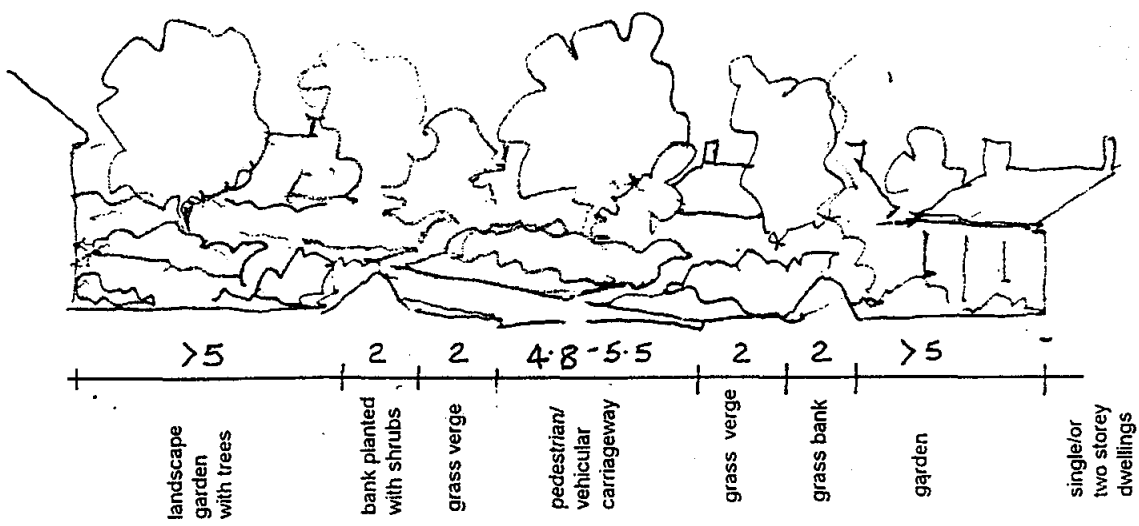 >5 2 2 4·8-5·5 2 2 >5
landscape
garden
with trees
bank planted
with shrubs
grass verge
pedestrian/
vehicular
carriageway
grass verge
grass bank
garden
single/or
two storey
dwellings